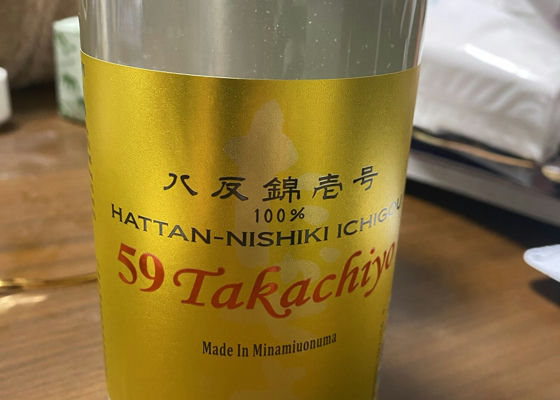 八反錦壱号
100%
HATTAN-NISHIKI ICHIGOU
59 Takachiyo
Made In Minamiuonuma